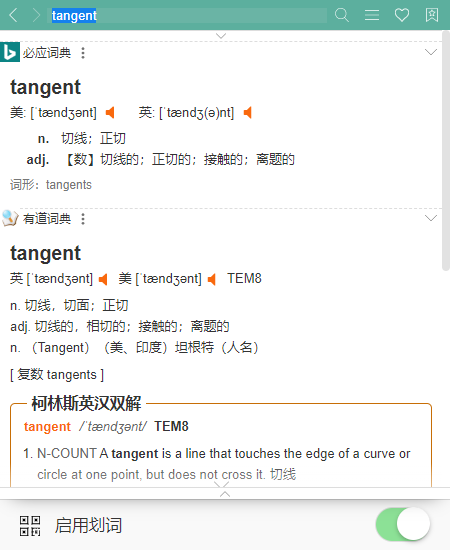 tangent
必应词典
tangent
美: [ˈtændʒənt] 英: [ˈtændʒ(ə)nt]
n. 切线；正切
adj. 【数】切线的；正切的；接触的；离题的
词形：tangents
有道词典
tangent
英 [ˈtændʒənt] 美 [ˈtændʒənt] TEM8
n. 切线，切面；正切
adj. 切线的，相切的；接触的；离题的
n. （Tangent）（美、印度）坦根特（人名）
[ 复数 tangents ]
柯林斯英汉双解
tangent /ˈtændʒənt/ TEM8
1. N-COUNT A tangent is a line that touches the edge of a curve or
circle at one point, but does not cross it. 切线
启用划词